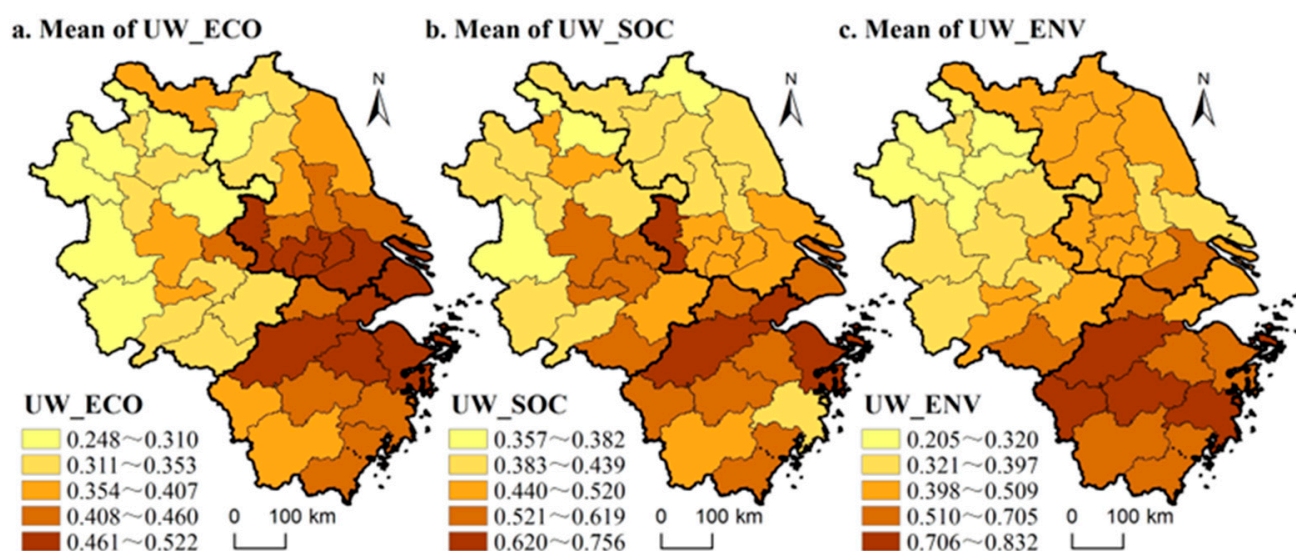 a. Mean of UW_ECO
b. Mean of UW_SOC
c. Mean of UW_ENV
N
N
N
UW_ECO
0.248～0.310
0.311～0.353
0.354～0.407
0.408～0.460
0.461～0.522
0 100 km
UW_SOC
0.357～0.382
0.383～0.439
0.440～0.520
0.521～0.619
0.620～0.756
0 100 km
UW_ENV
0.205～0.320
0.321～0.397
0.398～0.509
0.510～0.705
0.706～0.832
0 100 km